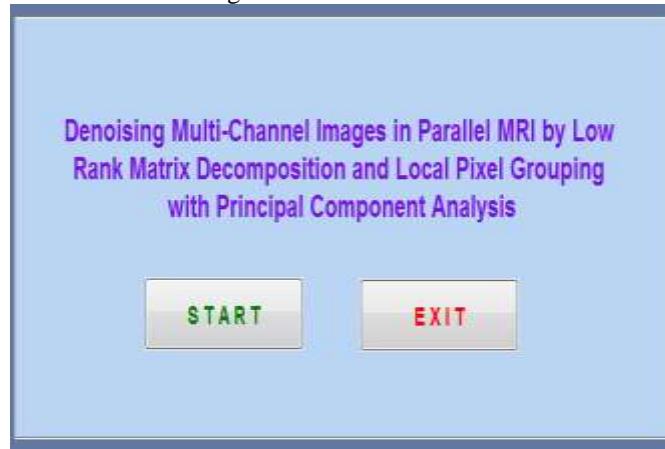 Denoising Multi-Channel Images in Parallel MRI by Low
Rank Matrix Decomposition and Local Pixel Grouping
with Principal Component Analysis
START EXIT